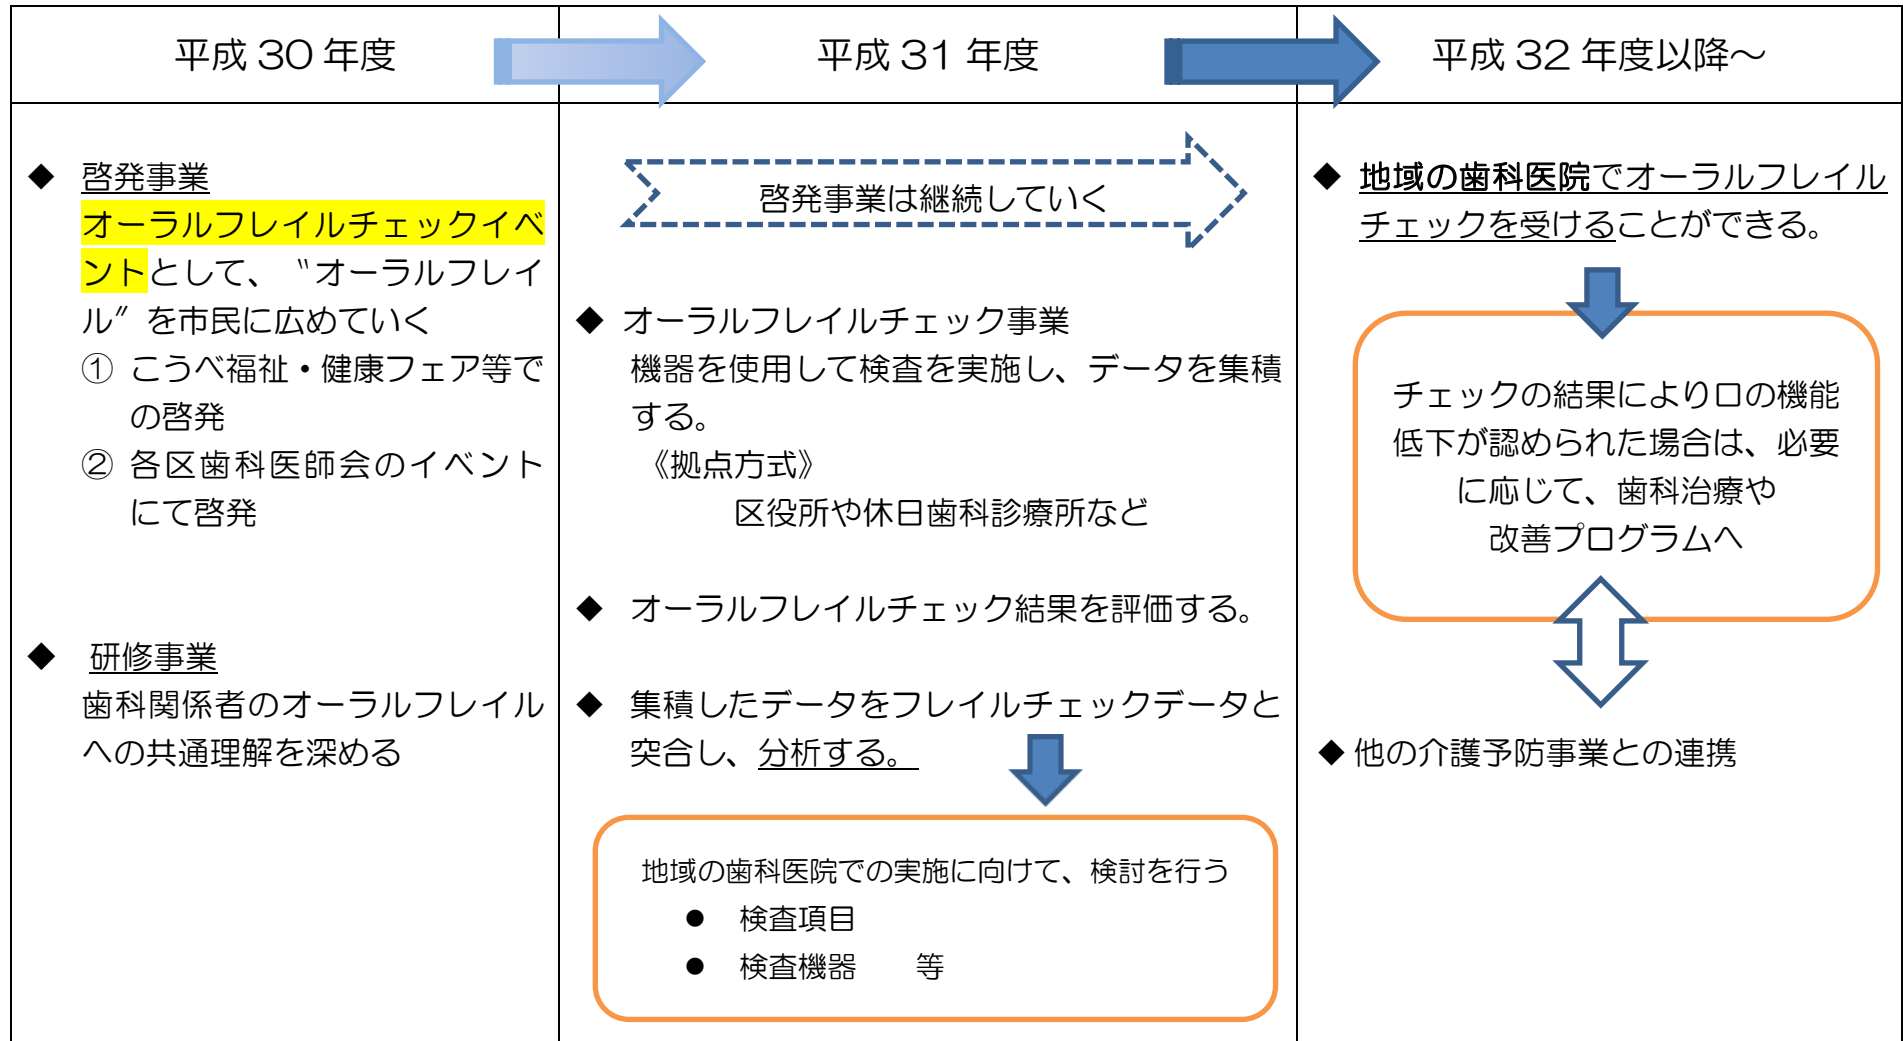 平成 30 年度
平成 31 年度
平成 32 年度以降～
◆ 啓発事業
オーラルフレイルチェックイベ
ントとして、〝オーラルフレイ
ル〞を市民に広めていく
① こうべ福祉・健康フェア等で
の啓発
② 各区歯科医師会のイベント
にて啓発
◆ 研修事業
歯科関係者のオーラルフレイル
への共通理解を深める
啓発事業は継続していく
◆ オーラルフレイルチェック事業
機器を使用して検査を実施し、データを集積
する。
《拠点方式》
区役所や休日歯科診療所など
◆ オーラルフレイルチェック結果を評価する。
◆ 集積したデータをフレイルチェックデータと
突合し、分析する。
地域の歯科医院での実施に向けて、検討を行う
● 検査項目
● 検査機器　　等
◆ 地域の歯科医院でオーラルフレイル
チェックを受けることができる。
チェックの結果により口の機能
低下が認められた場合は、必要
に応じて、歯科治療や
改善プログラムへ
◆ 他の介護予防事業との連携